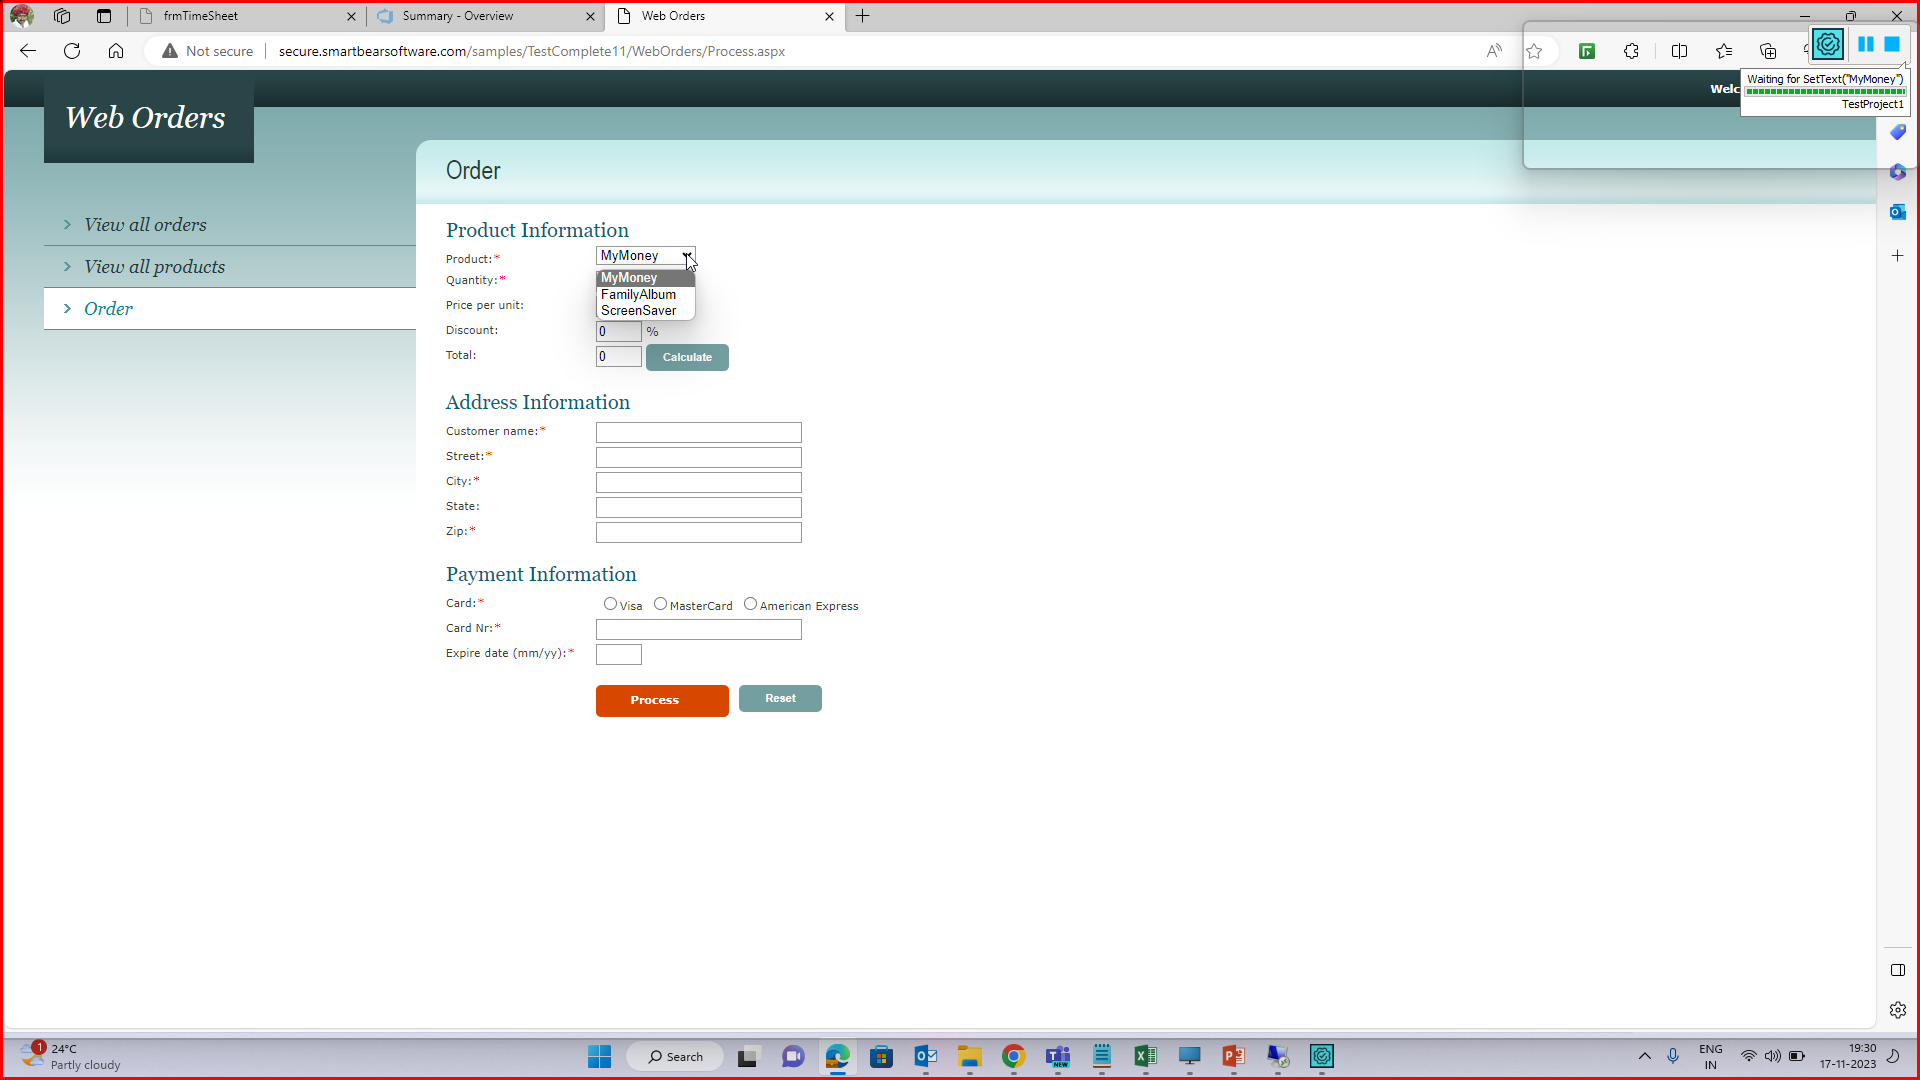 frmTimeSheet
Summary - Overview
Web Orders
Not secure
secure.smartbearsoftware.com/samples/TestComplete11/WebOrders/Process.aspx
Waiting for SetText("MyMoney")
TestProject1
Welc
Web Orders
View all orders
View all products
Order
Order
Product Information
Product:*
MyMoney
MyMoney
FamilyAlbum
ScreenSaver
Quantity:*
Price per unit:
Discount:
0 %
Total:
0
Calculate
Address Information
Customer name:*
Street:*
City:*
State:
Zip:*
Payment Information
Card:*
Visa MasterCard American Express
Card Nr:*
Expire date (mm/yy):*
Process
Reset
1
24°C
Partly cloudy
Search
NEW
ENG
IN
19:30
17-11-2023